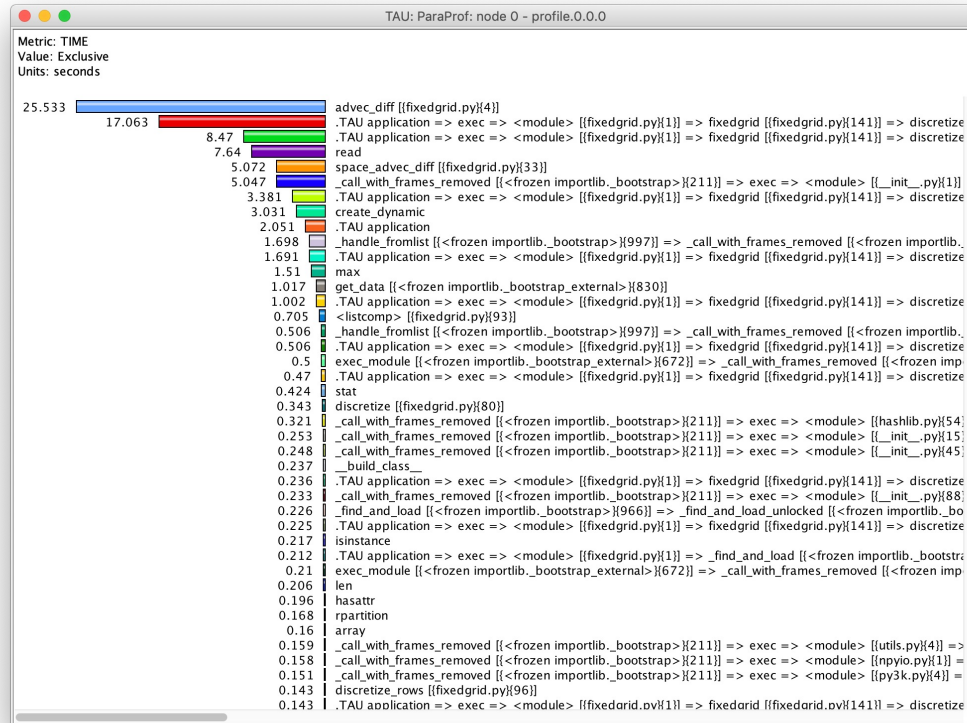 TAU: ParaProf: node 0 - profile.0.0.0
Metric: TIME
Value: Exclusive
Units: seconds
25.533 advec_diff [{fixedgrid.py}{4}]
17.063 .TAU application => exec => <module> [{fixedgrid.py}{1}] => fixedgrid [{fixedgrid.py}{141}] => discretize
8.47 .TAU application => exec => <module> [{fixedgrid.py}{1}] => fixedgrid [{fixedgrid.py}{141}] => discretize
7.64 read
5.072 space_advec_diff [{fixedgrid.py}{33}]
5.047 _call_with_frames_removed [{<frozen importlib._bootstrap>}{211}] => exec => <module> [{__init__.py}{1}]
3.381 .TAU application => exec => <module> [{fixedgrid.py}{1}] => fixedgrid [{fixedgrid.py}{141}] => discretize
3.031 create_dynamic
2.051 .TAU application
1.698 _handle_fromlist [{<frozen importlib._bootstrap>}{997}] => _call_with_frames_removed [{<frozen importlib._
1.691 .TAU application => exec => <module> [{fixedgrid.py}{1}] => fixedgrid [{fixedgrid.py}{141}] => discretize
1.51 max
1.017 get_data [{<frozen importlib._bootstrap_external>}{830}]
1.002 .TAU application => exec => <module> [{fixedgrid.py}{1}] => fixedgrid [{fixedgrid.py}{141}] => discretize
0.705 <listcomp> [{fixedgrid.py}{93}]
0.506 _handle_fromlist [{<frozen importlib._bootstrap>}{997}] => _call_with_frames_removed [{<frozen importlib._
0.506 .TAU application => exec => <module> [{fixedgrid.py}{1}] => fixedgrid [{fixedgrid.py}{141}] => discretize
0.5 exec_module [{<frozen importlib._bootstrap_external>}{672}] => _call_with_frames_removed [{<frozen imp
0.47 .TAU application => exec => <module> [{fixedgrid.py}{1}] => fixedgrid [{fixedgrid.py}{141}] => discretize
0.424 stat
0.343 discretize [{fixedgrid.py}{80}]
0.321 _call_with_frames_removed [{<frozen importlib._bootstrap>}{211}] => exec => <module> [{hashlib.py}{54}
0.253 _call_with_frames_removed [{<frozen importlib._bootstrap>}{211}] => exec => <module> [{__init__.py}{15}
0.248 _call_with_frames_removed [{<frozen importlib._bootstrap>}{211}] => exec => <module> [{__init__.py}{45}
0.237 __build_class__
0.236 .TAU application => exec => <module> [{fixedgrid.py}{1}] => fixedgrid [{fixedgrid.py}{141}] => discretize
0.233 _call_with_frames_removed [{<frozen importlib._bootstrap>}{211}] => exec => <module> [{__init__.py}{88}
0.226 _find_and_load [{<frozen importlib._bootstrap>}{966}] => _find_and_load_unlocked [{<frozen importlib._bo
0.225 .TAU application => exec => <module> [{fixedgrid.py}{1}] => fixedgrid [{fixedgrid.py}{141}] => discretize
0.217 isinstance
0.212 .TAU application => exec => <module> [{fixedgrid.py}{1}] => _find_and_load [{<frozen importlib._bootstra
0.21 exec_module [{<frozen importlib._bootstrap_external>}{672}] => _call_with_frames_removed [{<frozen imp
0.206 len
0.196 hasattr
0.168 rpartition
0.16 array
0.159 _call_with_frames_removed [{<frozen importlib._bootstrap>}{211}] => exec => <module> [{utils.py}{4}] =>
0.158 _call_with_frames_removed [{<frozen importlib._bootstrap>}{211}] => exec => <module> [{npyio.py}{1}] =
0.151 _call_with_frames_removed [{<frozen importlib._bootstrap>}{211}] => exec => <module> [{py3k.py}{4}] =
0.143 discretize_rows [{fixedgrid.py}{96}]
0.143 .TAU application => exec => <module> [{fixedgrid.py}{1}] => fixedgrid [{fixedgrid.py}{141}] => discretize